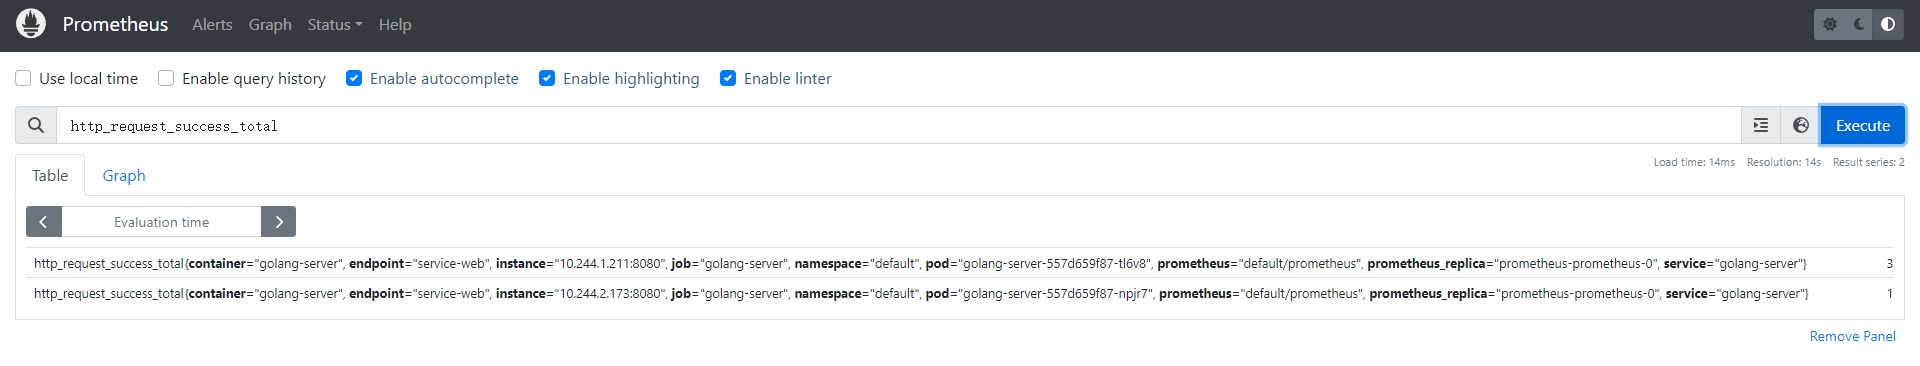 Prometheus Alerts Graph Status Help
Use local time Enable query history Enable autocomplete Enable highlighting Enable linter
http_request_success_total Execute
Load time: 14ms Resolution: 14s Result series: 2
Table Graph
Evaluation time
http_request_success_total{container="golang-server", endpoint="service-web", instance="10.244.1.211:8080", job="golang-server", namespace="default", pod="golang-server-557d659f87-tl6v8", prometheus="default/prometheus", prometheus_replica="prometheus-prometheus-0", service="golang-server"} 3
http_request_success_total{container="golang-server", endpoint="service-web", instance="10.244.2.173:8080", job="golang-server", namespace="default", pod="golang-server-557d659f87-npjr7", prometheus="default/prometheus", prometheus_replica="prometheus-prometheus-0", service="golang-server"} 1
Remove Panel